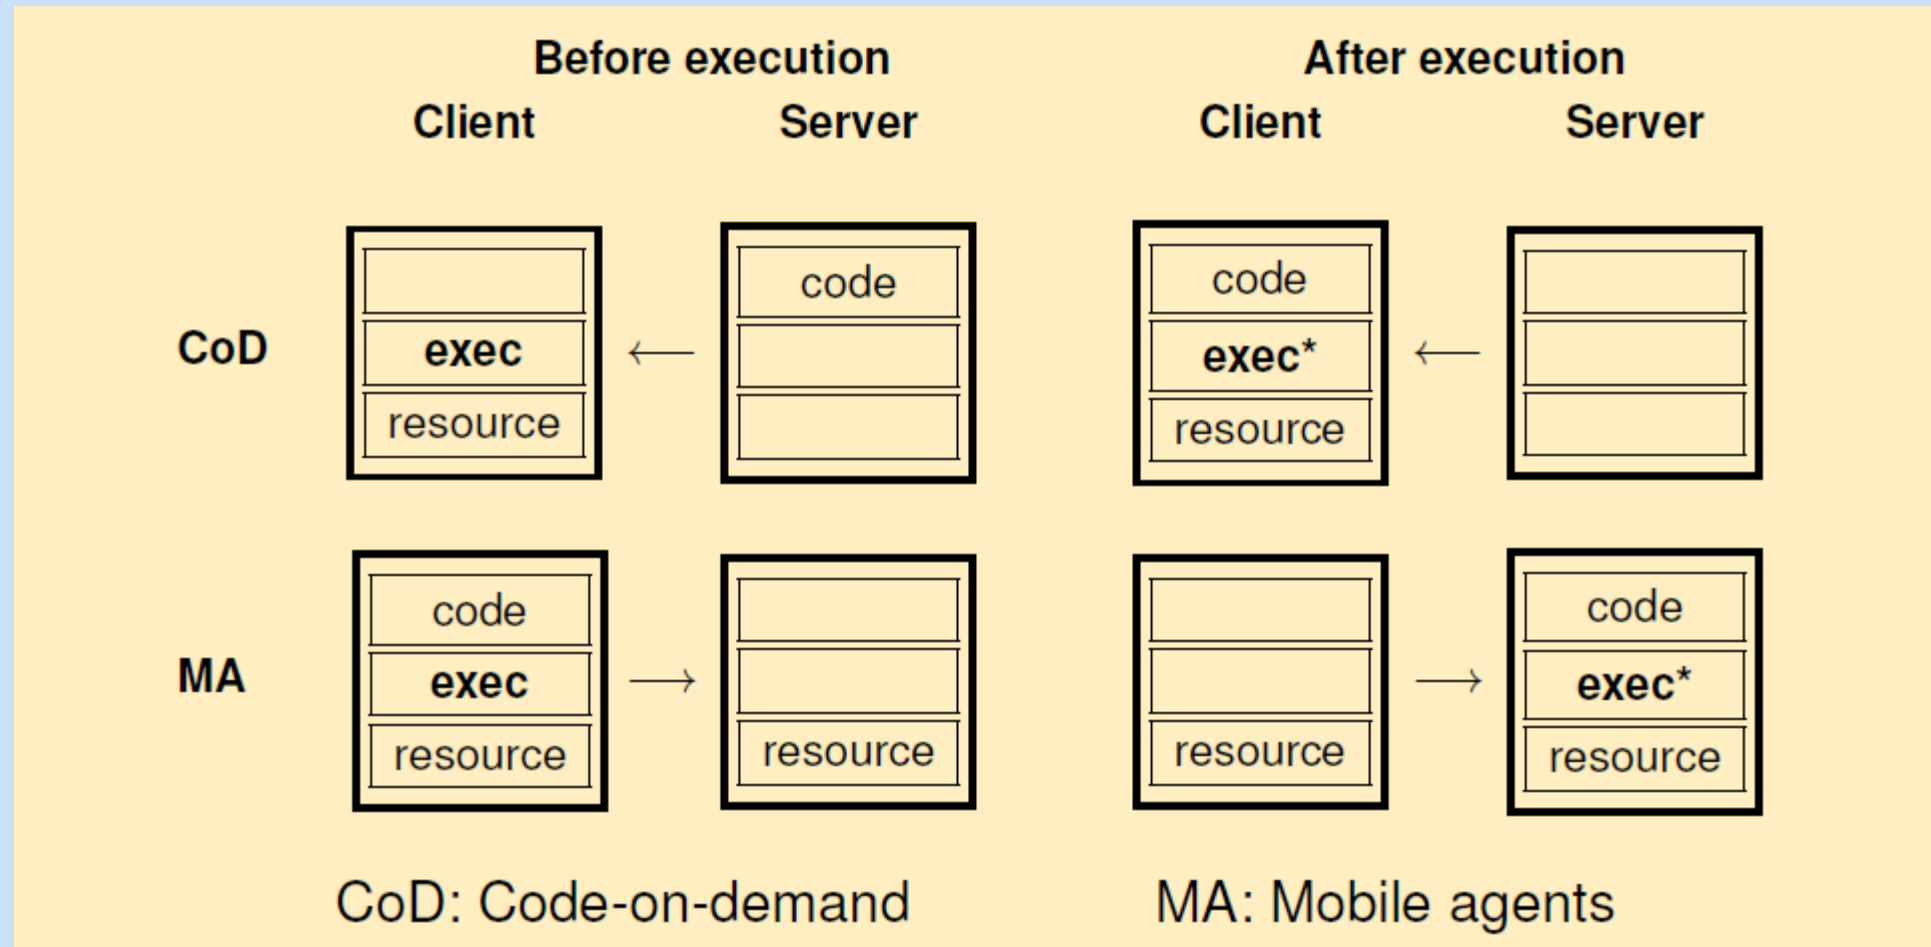 Before execution After execution
Client Server Client Server
code code
CoD exec ← exec* ←
resource resource
code code
MA exec → → exec*
resource resource resource resource
CoD: Code-on-demand MA: Mobile agents